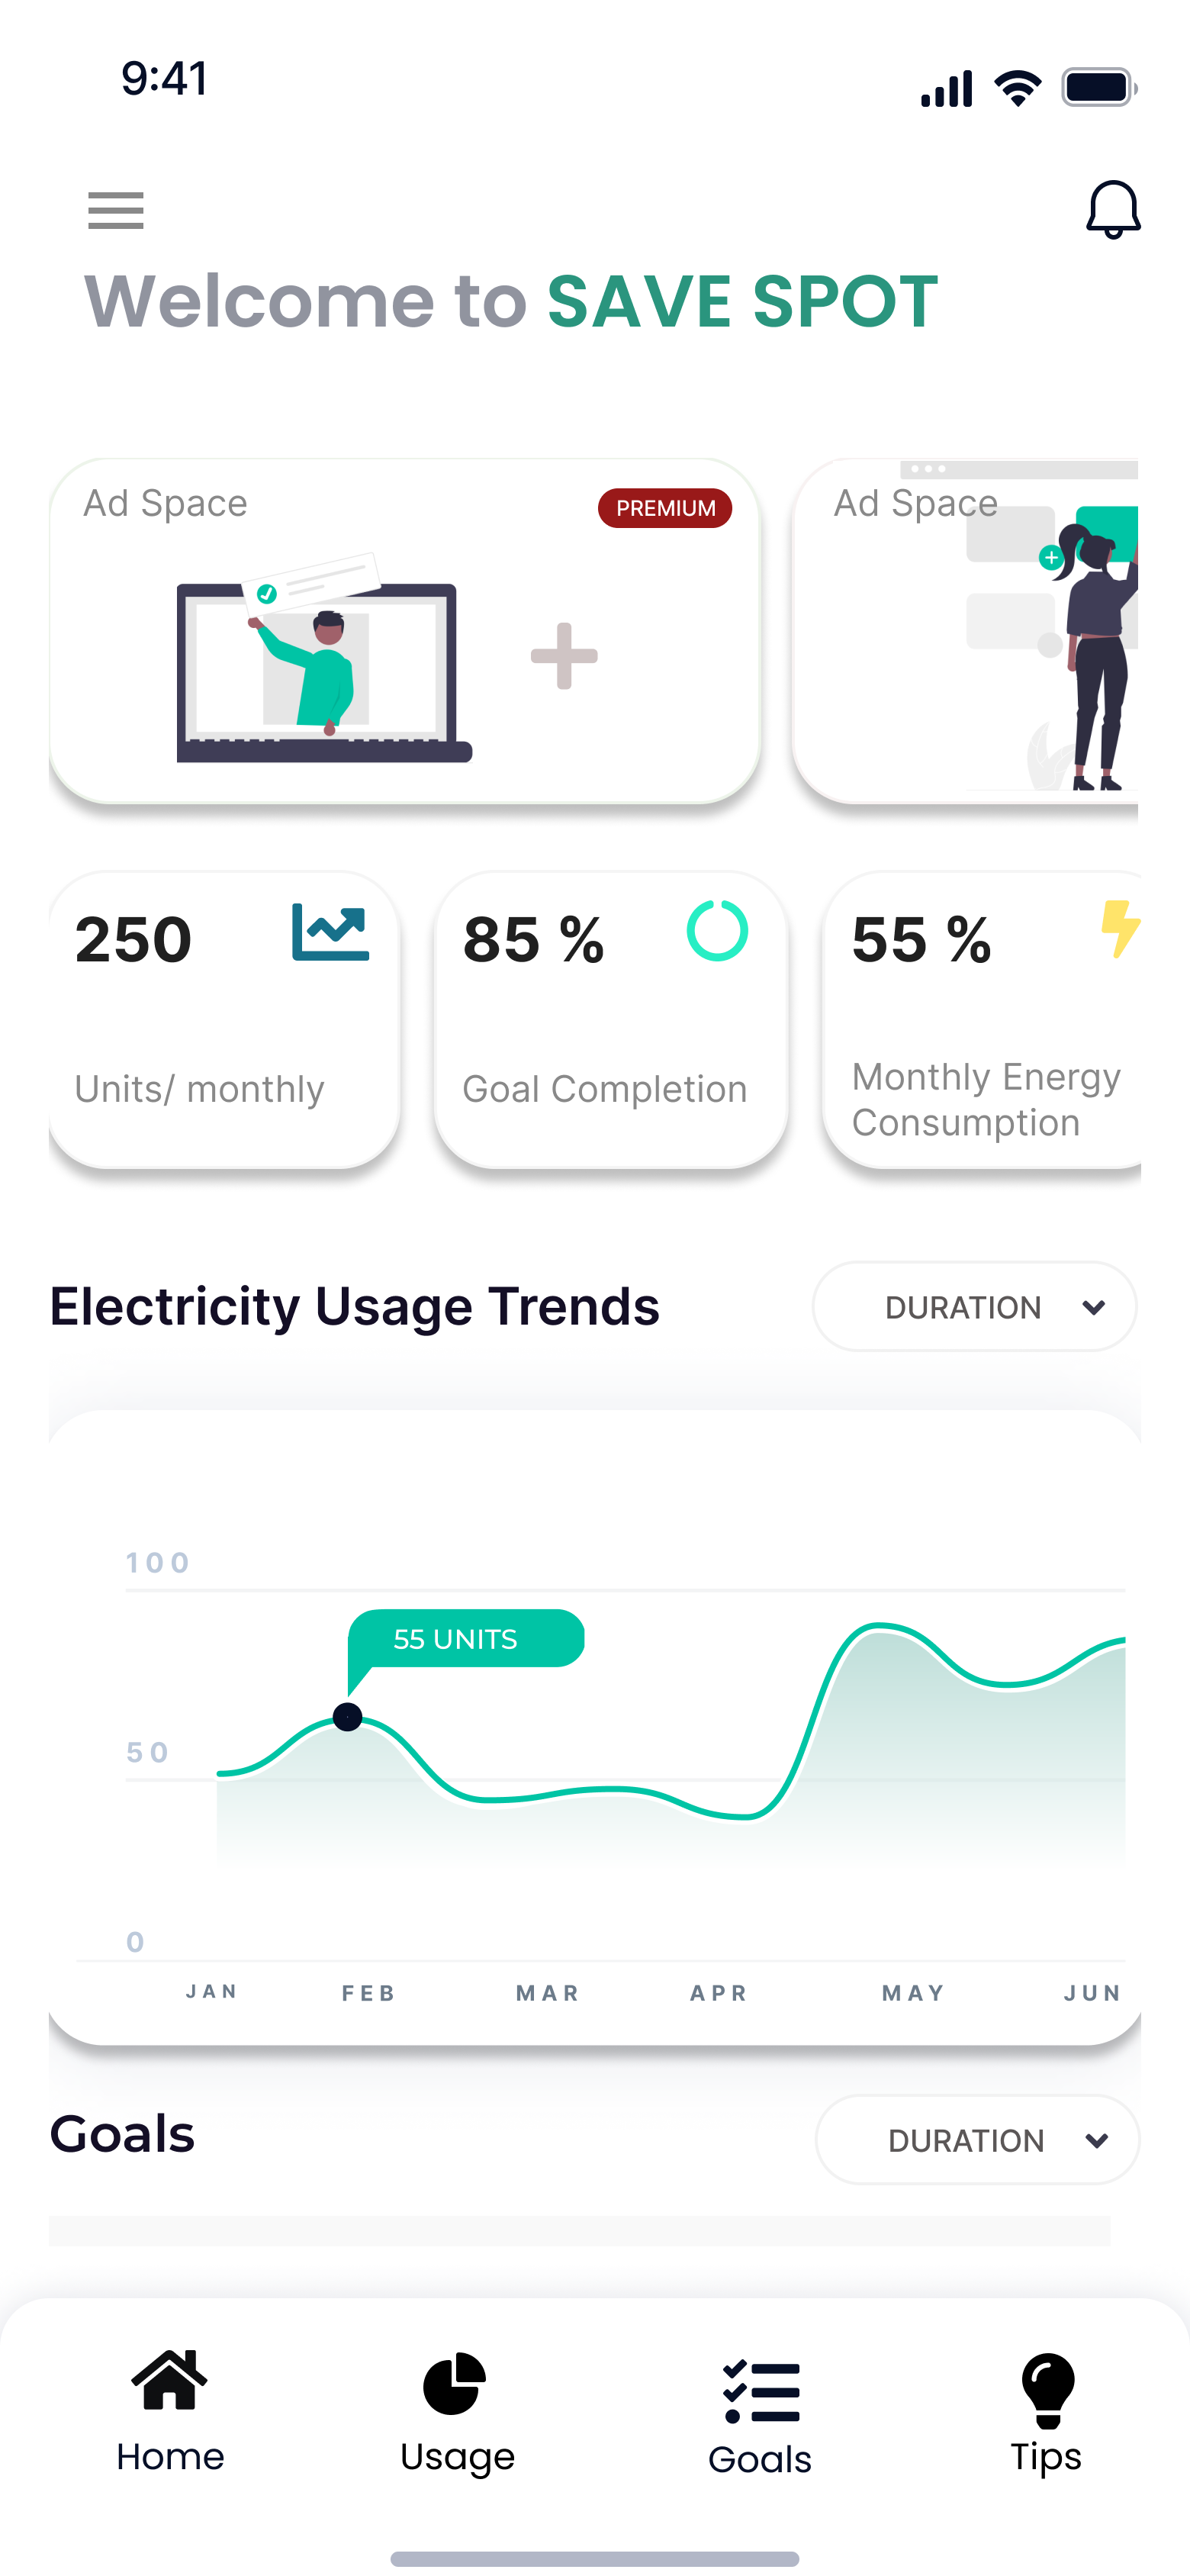 9:41
Welcome to SAVE SPOT
Ad Space
PREMIUM
Ad Space
250
Units/ monthly
85 %
Goal Completion
55 %
Monthly Energy
Consumption
Electricity Usage Trends
DURATION
100
55 UNITS
50
0
JAN FEB MAR APR MAY JUN
Goals
DURATION
Home
Usage
Goals
Tips